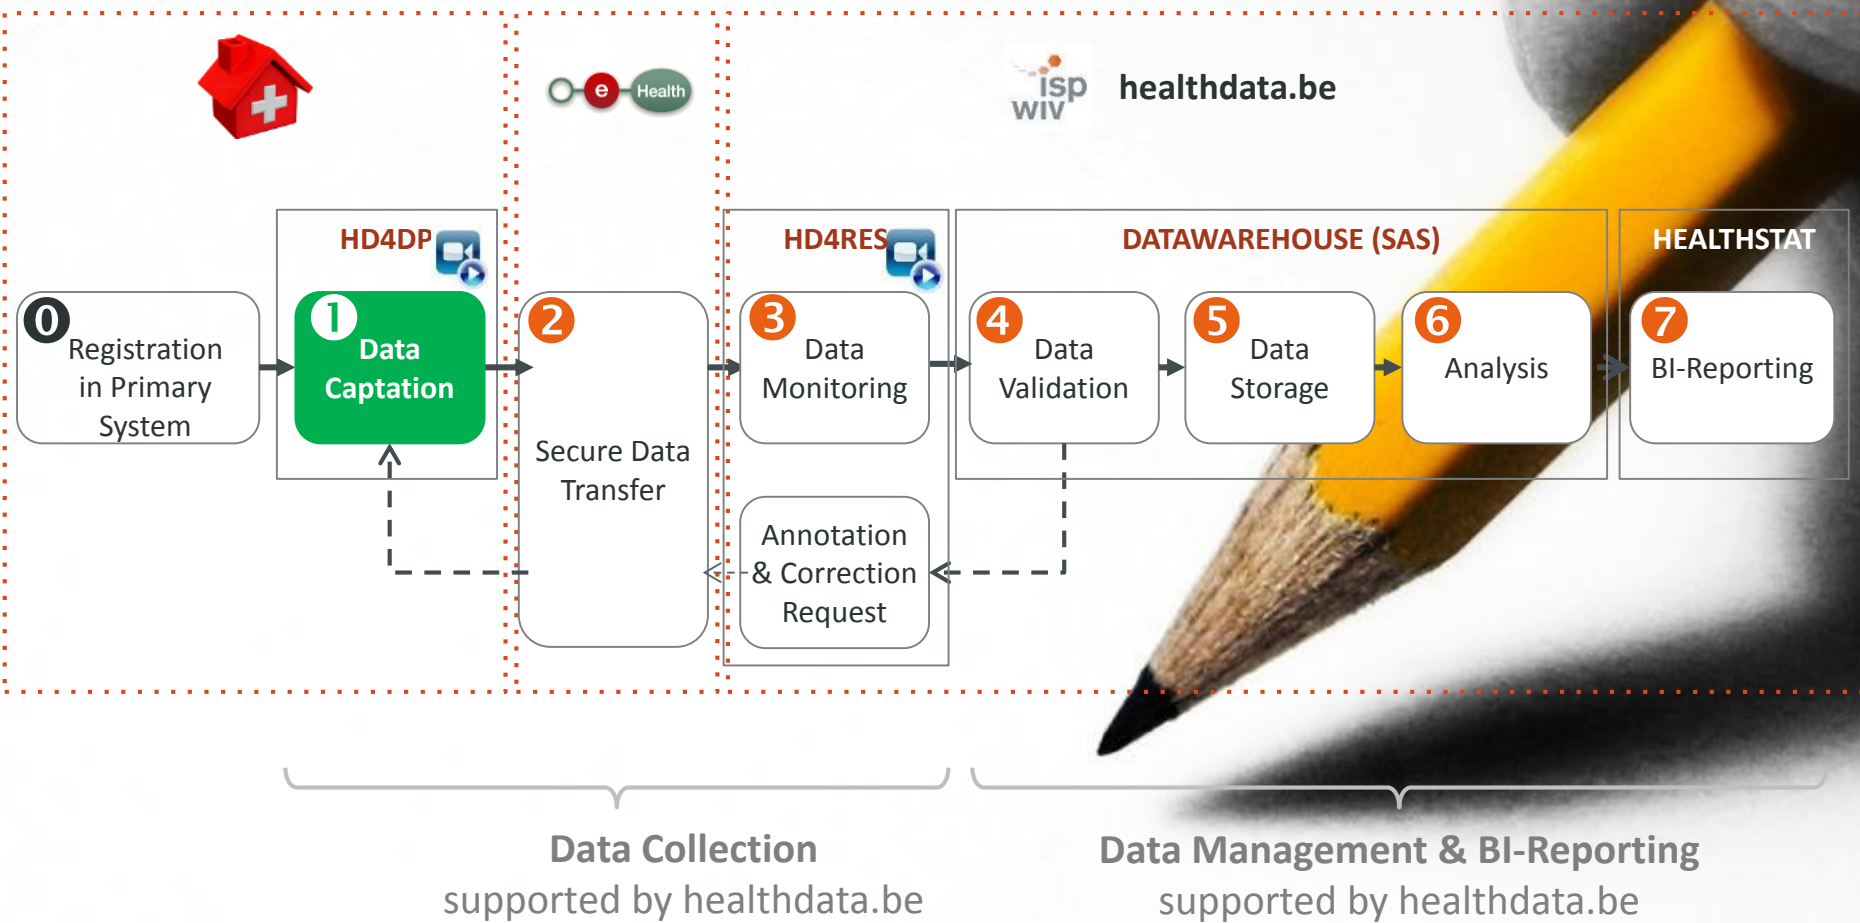 e
Health
isp
WIV
healthdata.be
HD4DP
HD4RES
DATAWAREHOUSE (SAS)
HEALTHSTAT
0
Registration
in Primary
System
1
Data
Captation
2
Secure Data
Transfer
3
Data
Monitoring
4
Data
Validation
5
Data
Storage
6
Analysis
7
BI-Reporting
Annotation
& Correction
Request
Data Collection
supported by healthdata.be
Data Management & BI-Reporting
supported by healthdata.be